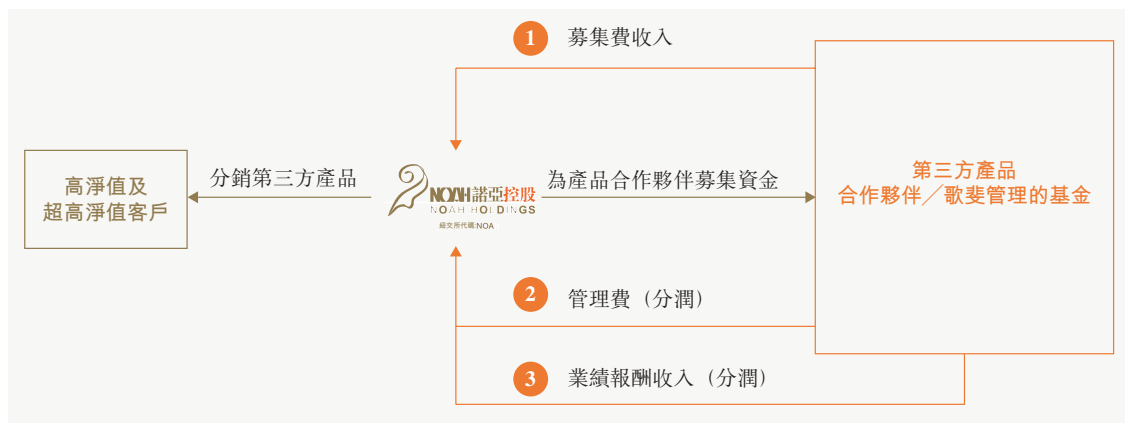 1 募集費收入
高淨值及
超高淨值客戶
分銷第三方產品
NOAH諾亞控股
NOAH HOLDINGS
紐交所代碼:NOA
為產品合作夥伴募集資金
第三方產品
合作夥伴╱歌斐管理的基金
2 管理費（分潤）
3 業績報酬收入（分潤）